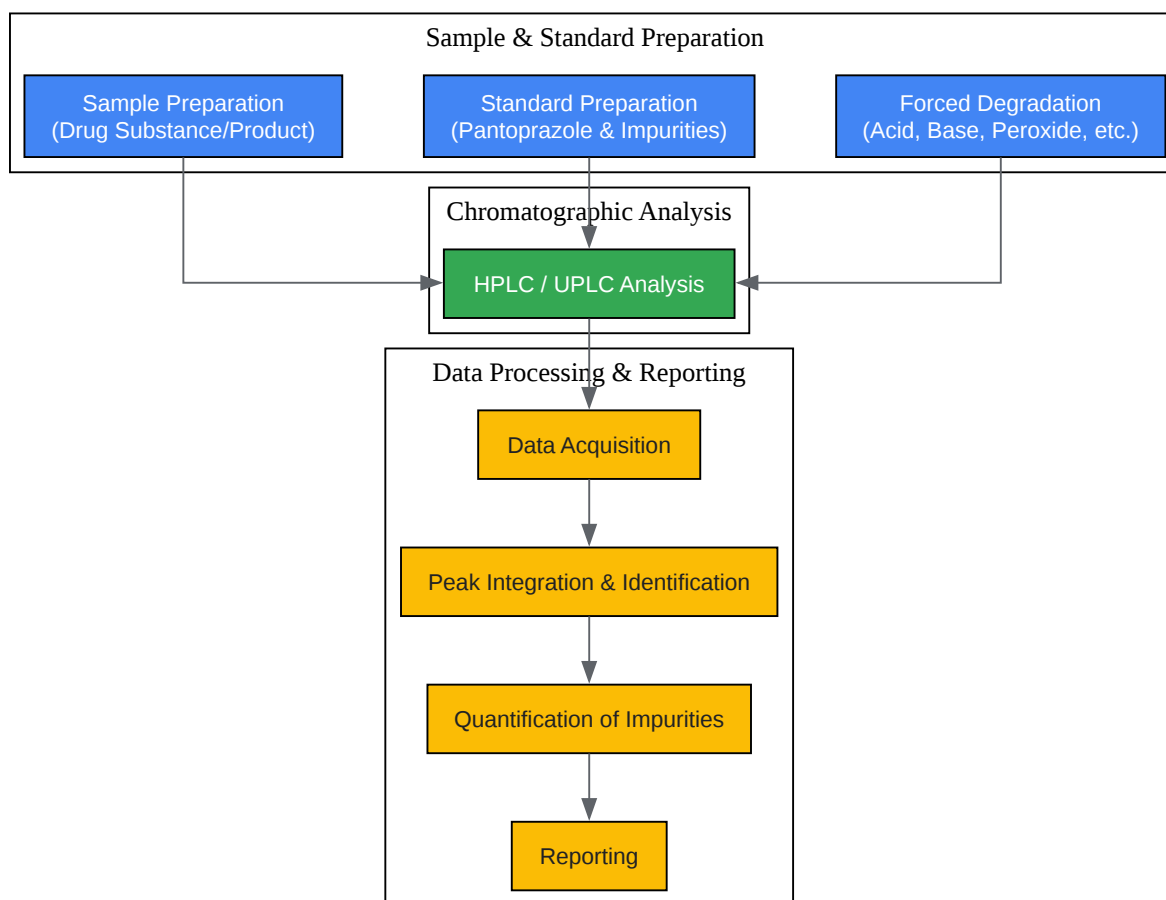 Sample & Standard Preparation
Sample Preparation
(Drug Substance/Product)
Standard Preparation
(Pantoprazole & Impurities)
Forced Degradation
(Acid, Base, Peroxide, etc.)
Chromatographic Analysis
HPLC / UPLC Analysis
Data Processing & Reporting
Data Acquisition
Peak Integration & Identification
Quantification of Impurities
Reporting